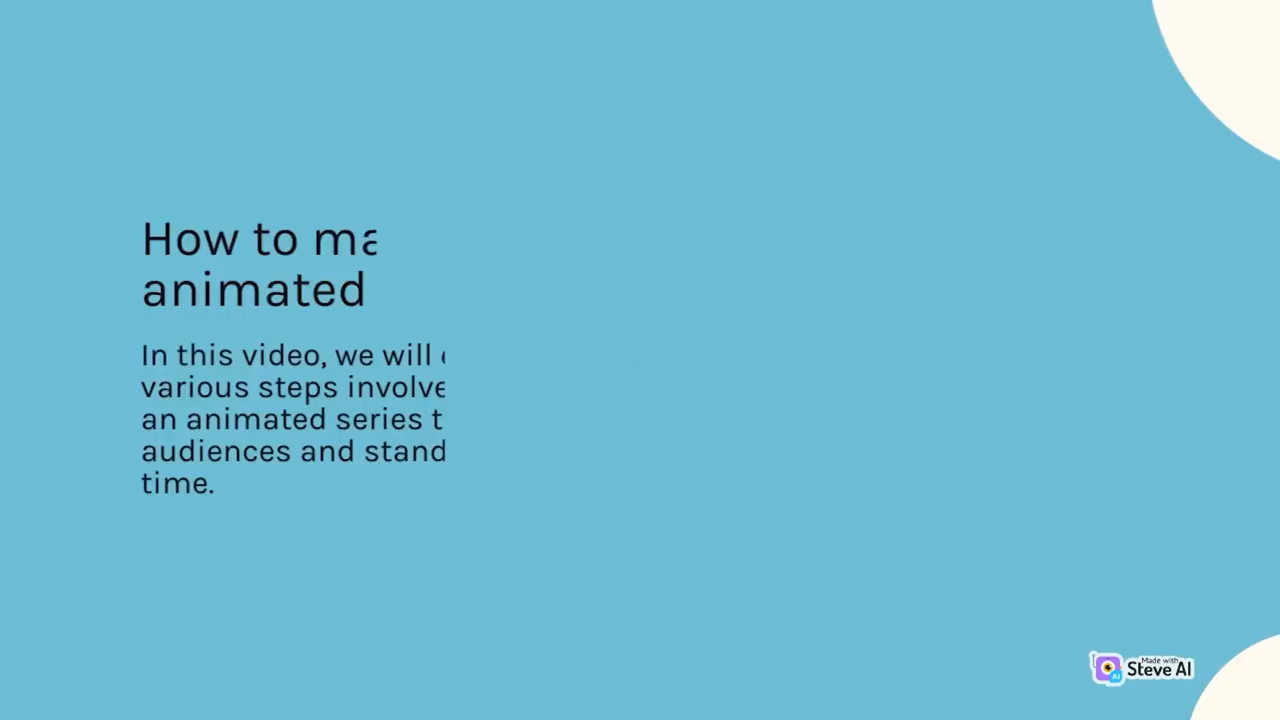 How to ma
animated
In this video, we will
various steps involve
an animated series t
audiences and stand
time.
Made with
Steve AI
AI